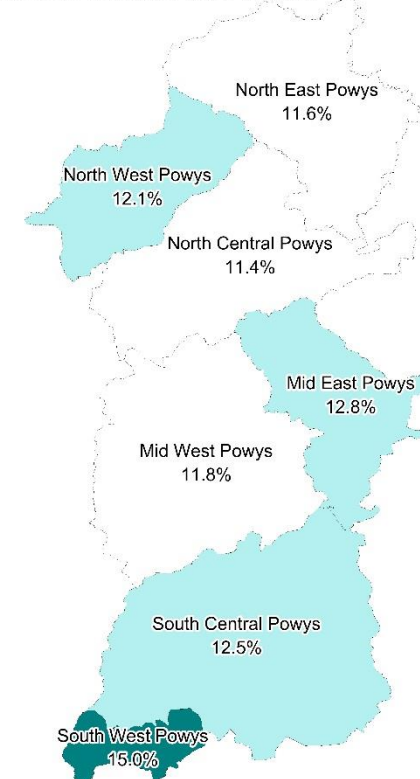 North East Powys
11.6%
North West Powys
12.1%
North Central Powys
11.4%
Mid East Powys
12.8%
Mid West Powys
11.8%
South Central Powys
12.5%
South West Powys
15.0%